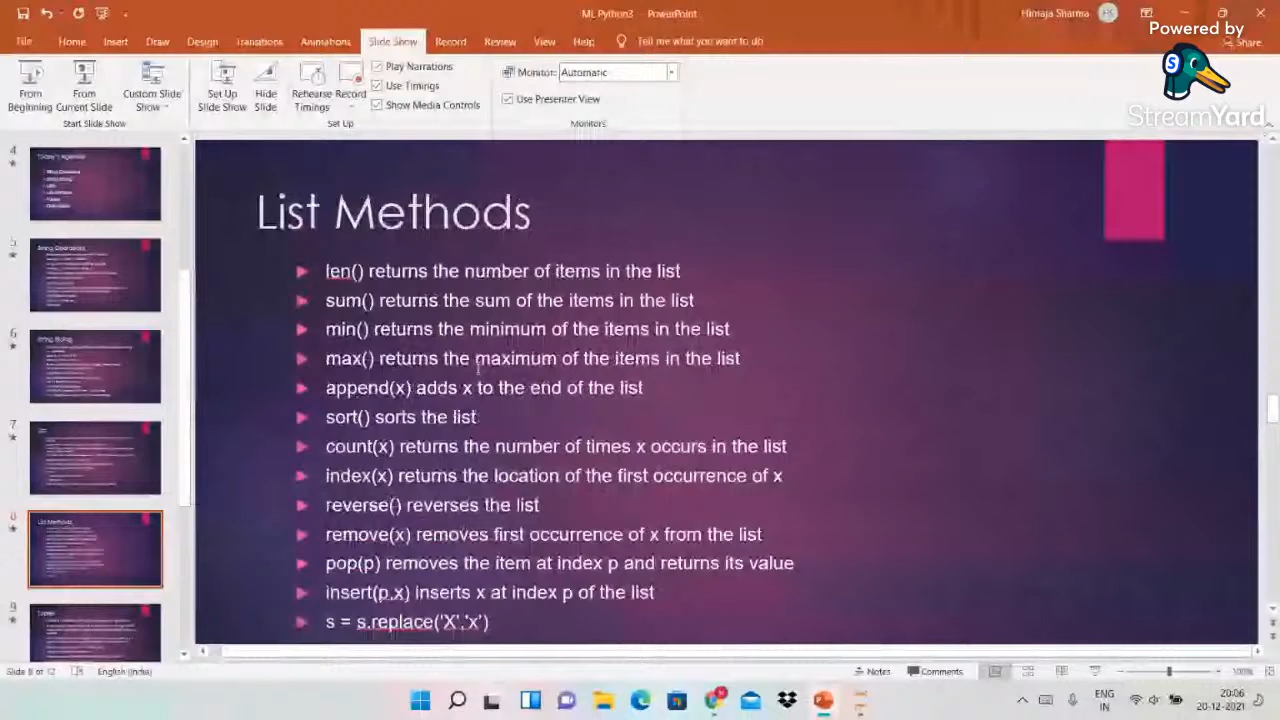 ML Python3 - PowerPoint
Himaja Sharma
Powered by
StreamYard
File Home Insert Draw Design Transitions Animations Slide Show Record Review View Help Tell me what you want to do Share
From Beginning
From Current Slide
Custom Slide Show
Start Slide Show
Set Up Slide Show
Hide Slide
Rehearse Timings
Record
Play Narrations
Use Timings
Show Media Controls
Set Up
Monitor: Automatic
Use Presenter View
Monitors
4
5
6
7
8
9
List Methods
len() returns the number of items in the list
sum() returns the sum of the items in the list
min() returns the minimum of the items in the list
max() returns the maximum of the items in the list
append(x) adds x to the end of the list
sort() sorts the list
count(x) returns the number of times x occurs in the list
index(x) returns the location of the first occurrence of x
reverse() reverses the list
remove(x) removes first occurrence of x from the list
pop(p) removes the item at index p and returns its value
insert(p,x) inserts x at index p of the list
s = s.replace('X','x')
English (India)
Notes
Comments
ENG
IN
20:06
20-12-2021